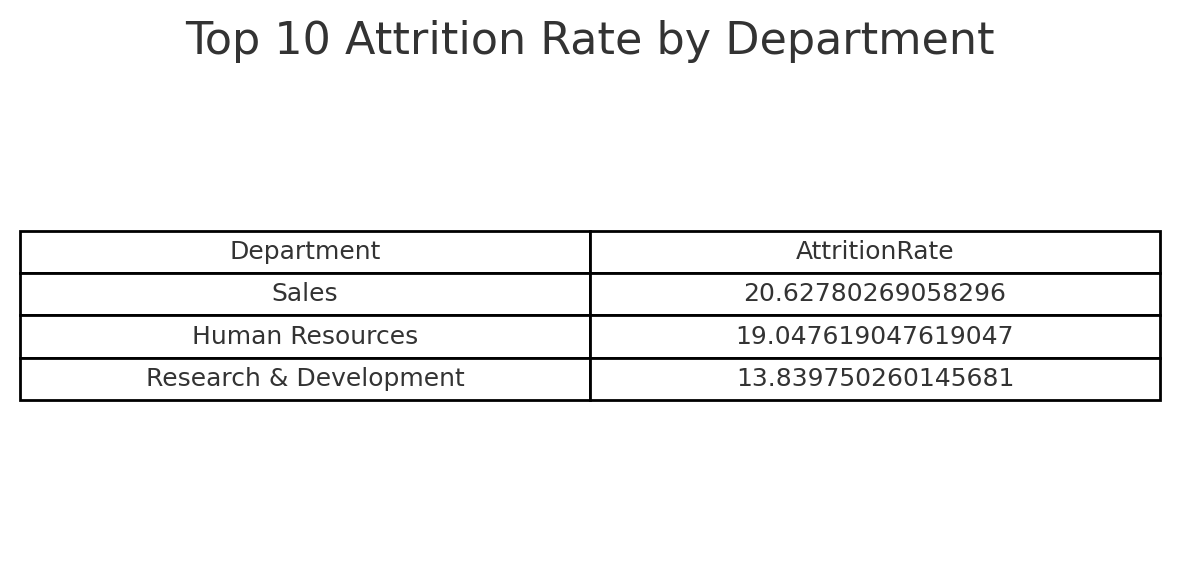 Top 10 Attrition Rate by Department
Department AttritionRate
Sales 20.62780269058296
Human Resources 19.047619047619047
Research & Development 13.839750260145681